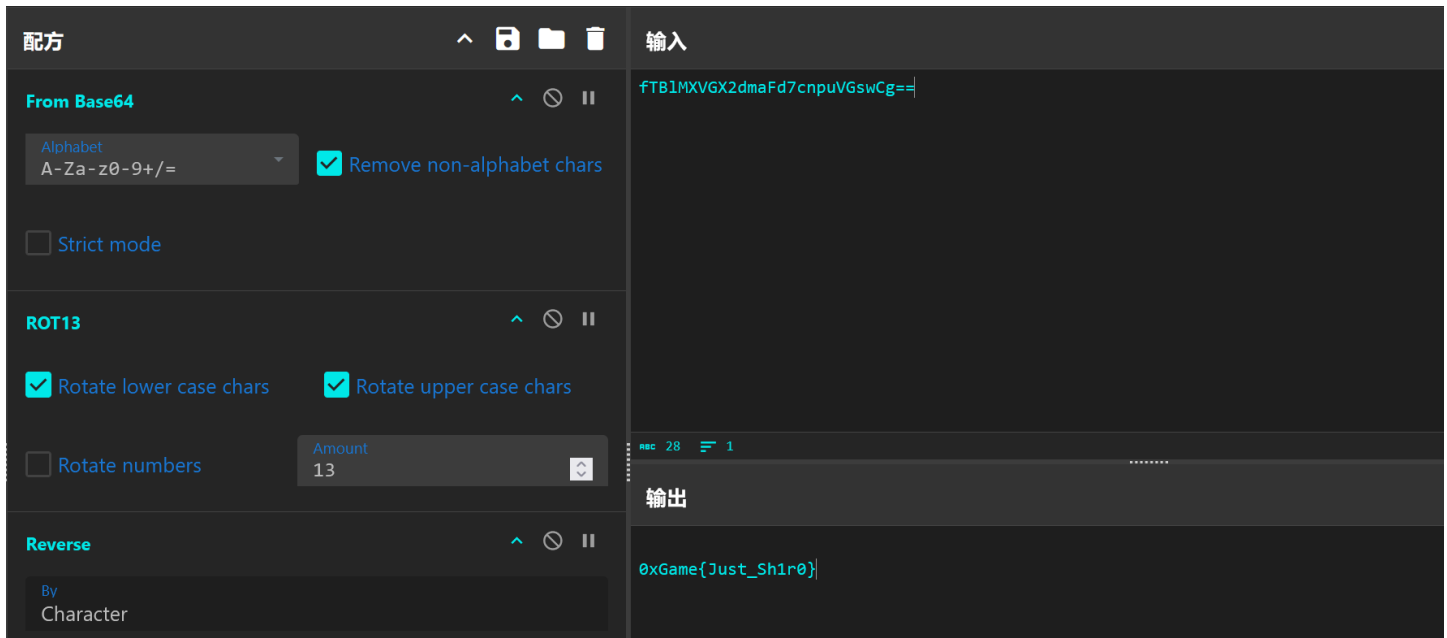 配方
From Base64
Alphabet
A-Za-z0-9+/=
Remove non-alphabet chars
Strict mode
ROT13
Rotate lower case chars
Rotate upper case chars
Rotate numbers
Amount
13
Reverse
By
Character
输入
fTBlMXVGX2dmaFd7cnpuVGswCg==
ABC 28 1
输出
0xGame{Just_Sh1r0}